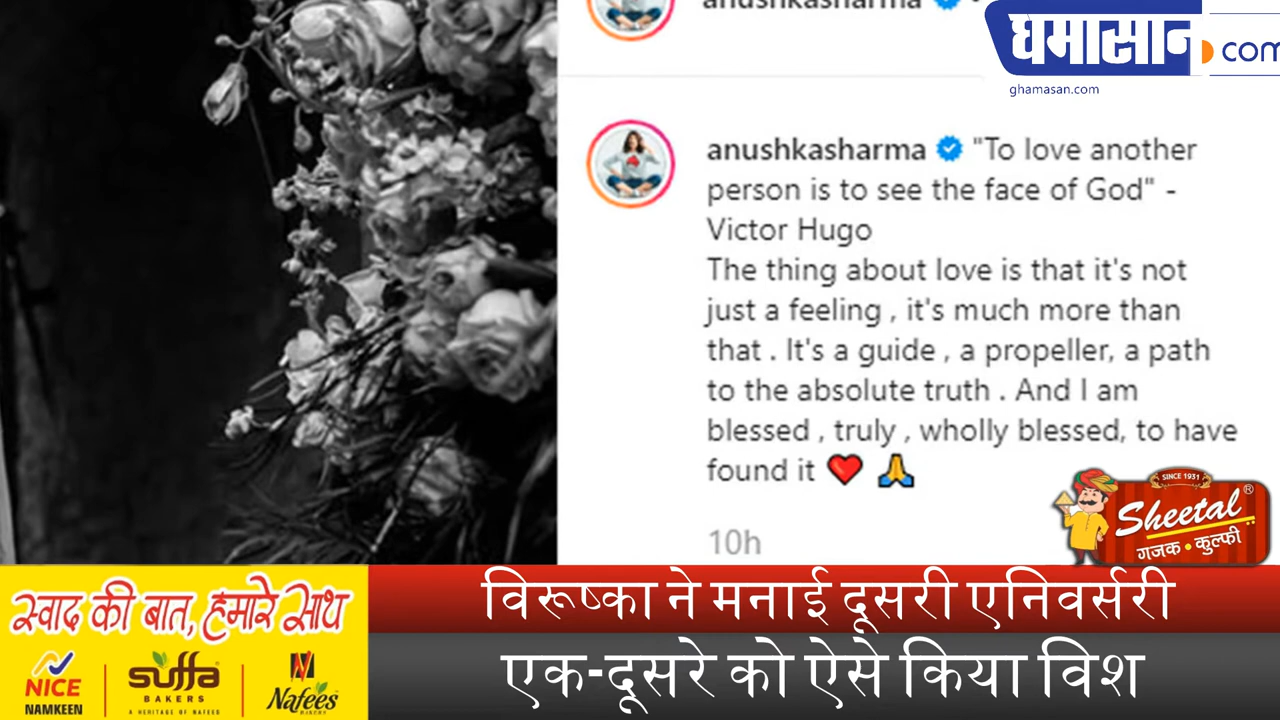 anushkasharma
घमासान.com
ghamasan.com
anushkasharma "To love another
person is to see the face of God" -
Victor Hugo
The thing about love is that it's not
just a feeling , it's much more than
that . It's a guide , a propeller, a path
to the absolute truth . And I am
blessed , truly , wholly blessed, to have
found it ❤️ 🙏
10h
SINCE 1931
Sheetal®
गजक • कुल्फी
स्वाद की बात, हमारे साथ
NICE
NAMKEEN
suffa
BAKERS
A HERITAGE OF NAFEES
Nafees
BAKERY
विरूष्का ने मनाई दूसरी एनिवर्सरी
एक-दूसरे को ऐसे किया विश